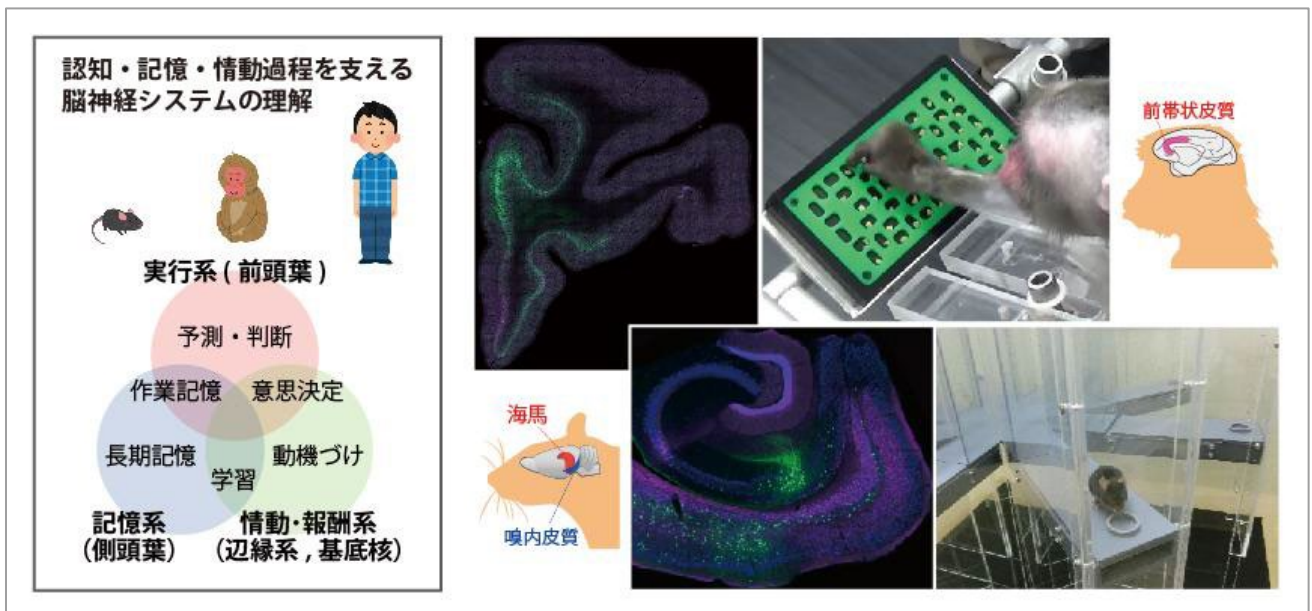 認知・記憶・情動過程を支える
脳神経システムの理解
実行系 ( 前頭葉 )
予測・判断
作業記憶
意思決定
長期記憶
動機づけ
学習
記憶系
(側頭葉)
情動・報酬系
(辺縁系 , 基底核)
前帯状皮質
海馬
嗅内皮質